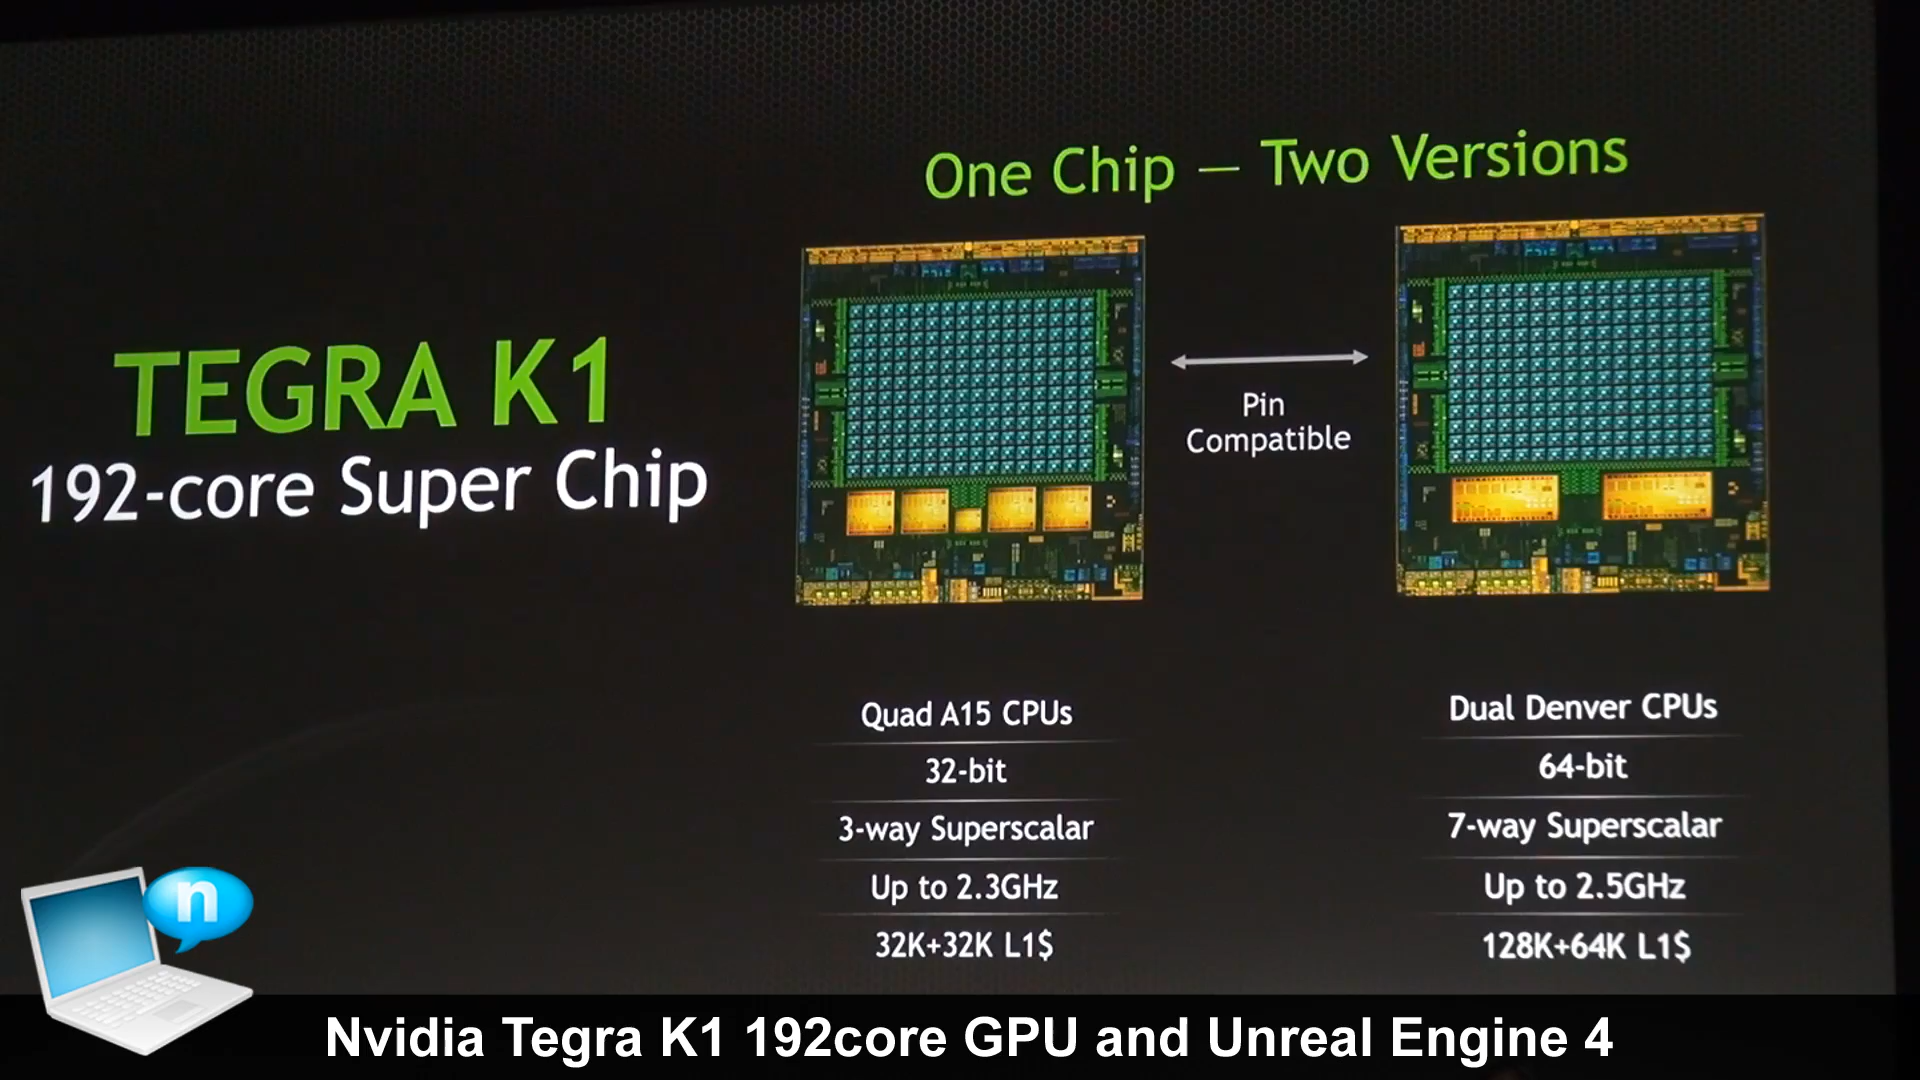 One Chip — Two Versions
TEGRA K1
192-core Super Chip
Pin
Compatible
Quad A15 CPUs
32-bit
3-way Superscalar
Up to 2.3GHz
32K+32K L1$
Dual Denver CPUs
64-bit
7-way Superscalar
Up to 2.5GHz
128K+64K L1$
n
Nvidia Tegra K1 192core GPU and Unreal Engine 4